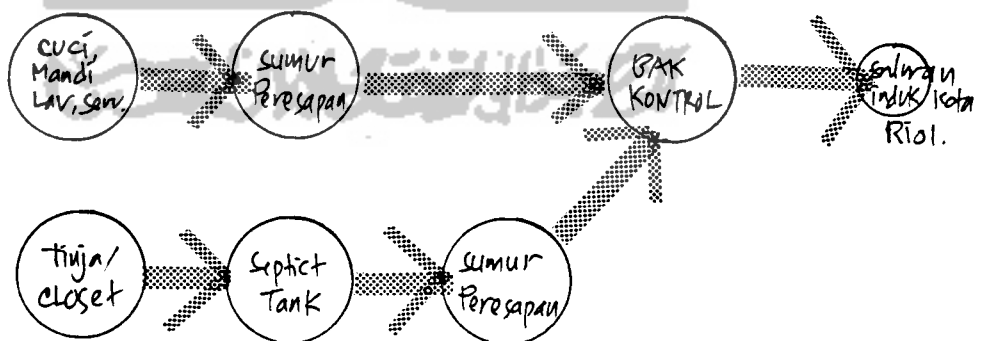 cuci,
Mandi
Lav, serv.
sumur
Peresapan
BAK
KONTROL
saluran
induk kota
Riol.
tinja/
closet
Septict
Tank
sumur
Peresapan